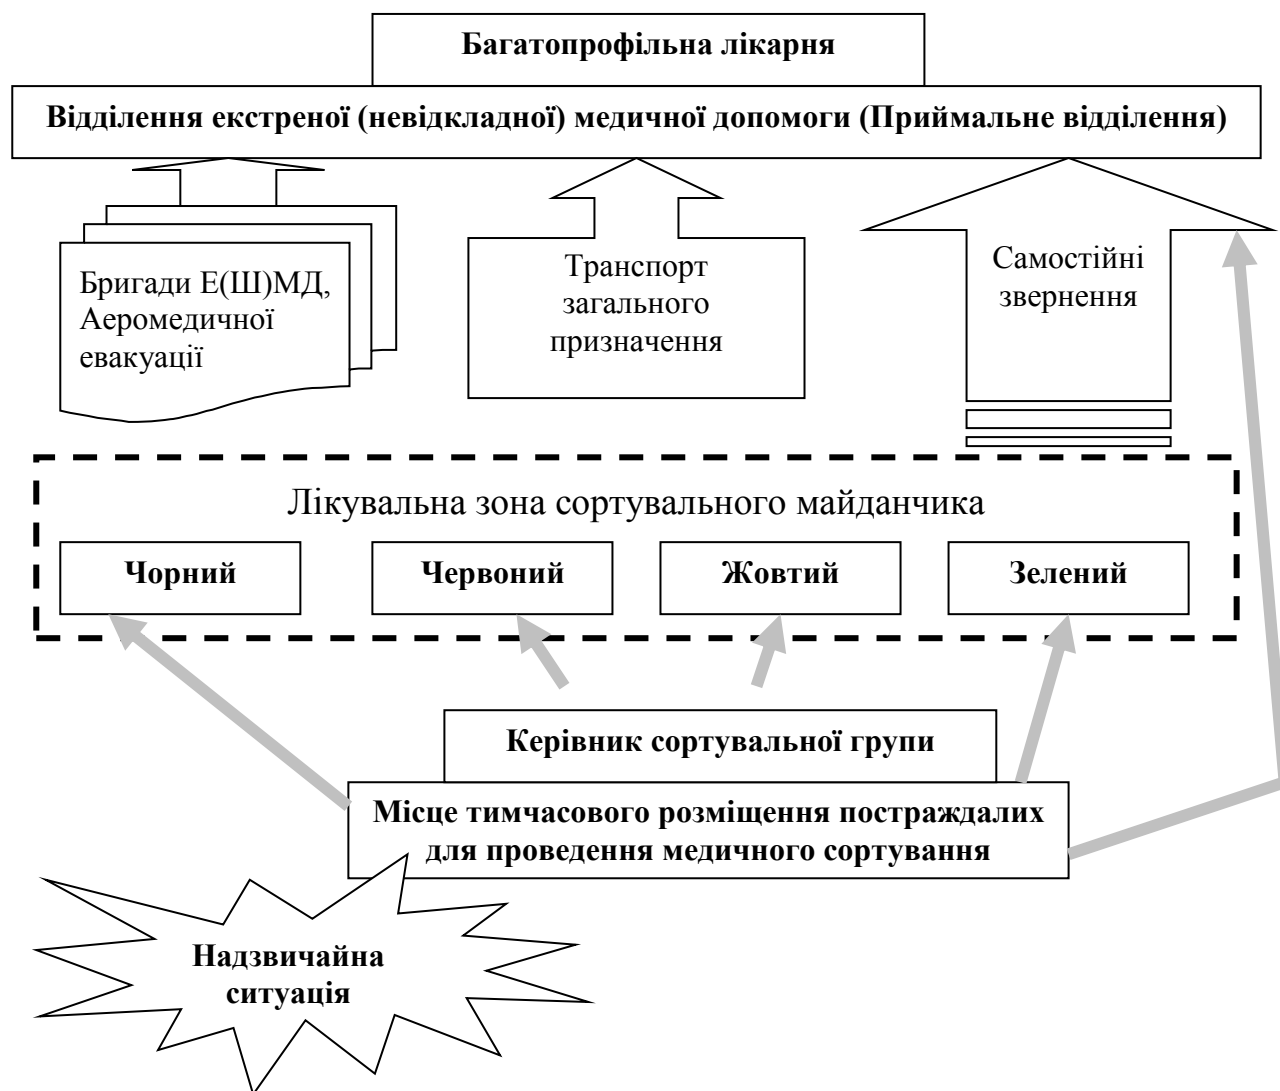 Багатопрофільна лікарня
Відділення екстреної (невідкладної) медичної допомоги (Приймальне відділення)
Бригади Е(Ш)МД,
Аеромедичної
евакуації
Транспорт
загального
призначення
Самостійні
звернення
Лікувальна зона сортувального майданчика
Чорний
Червоний
Жовтий
Зелений
Керівник сортувальної групи
Місце тимчасового розміщення постраждалих
для проведення медичного сортування
Надзвичайна
ситуація